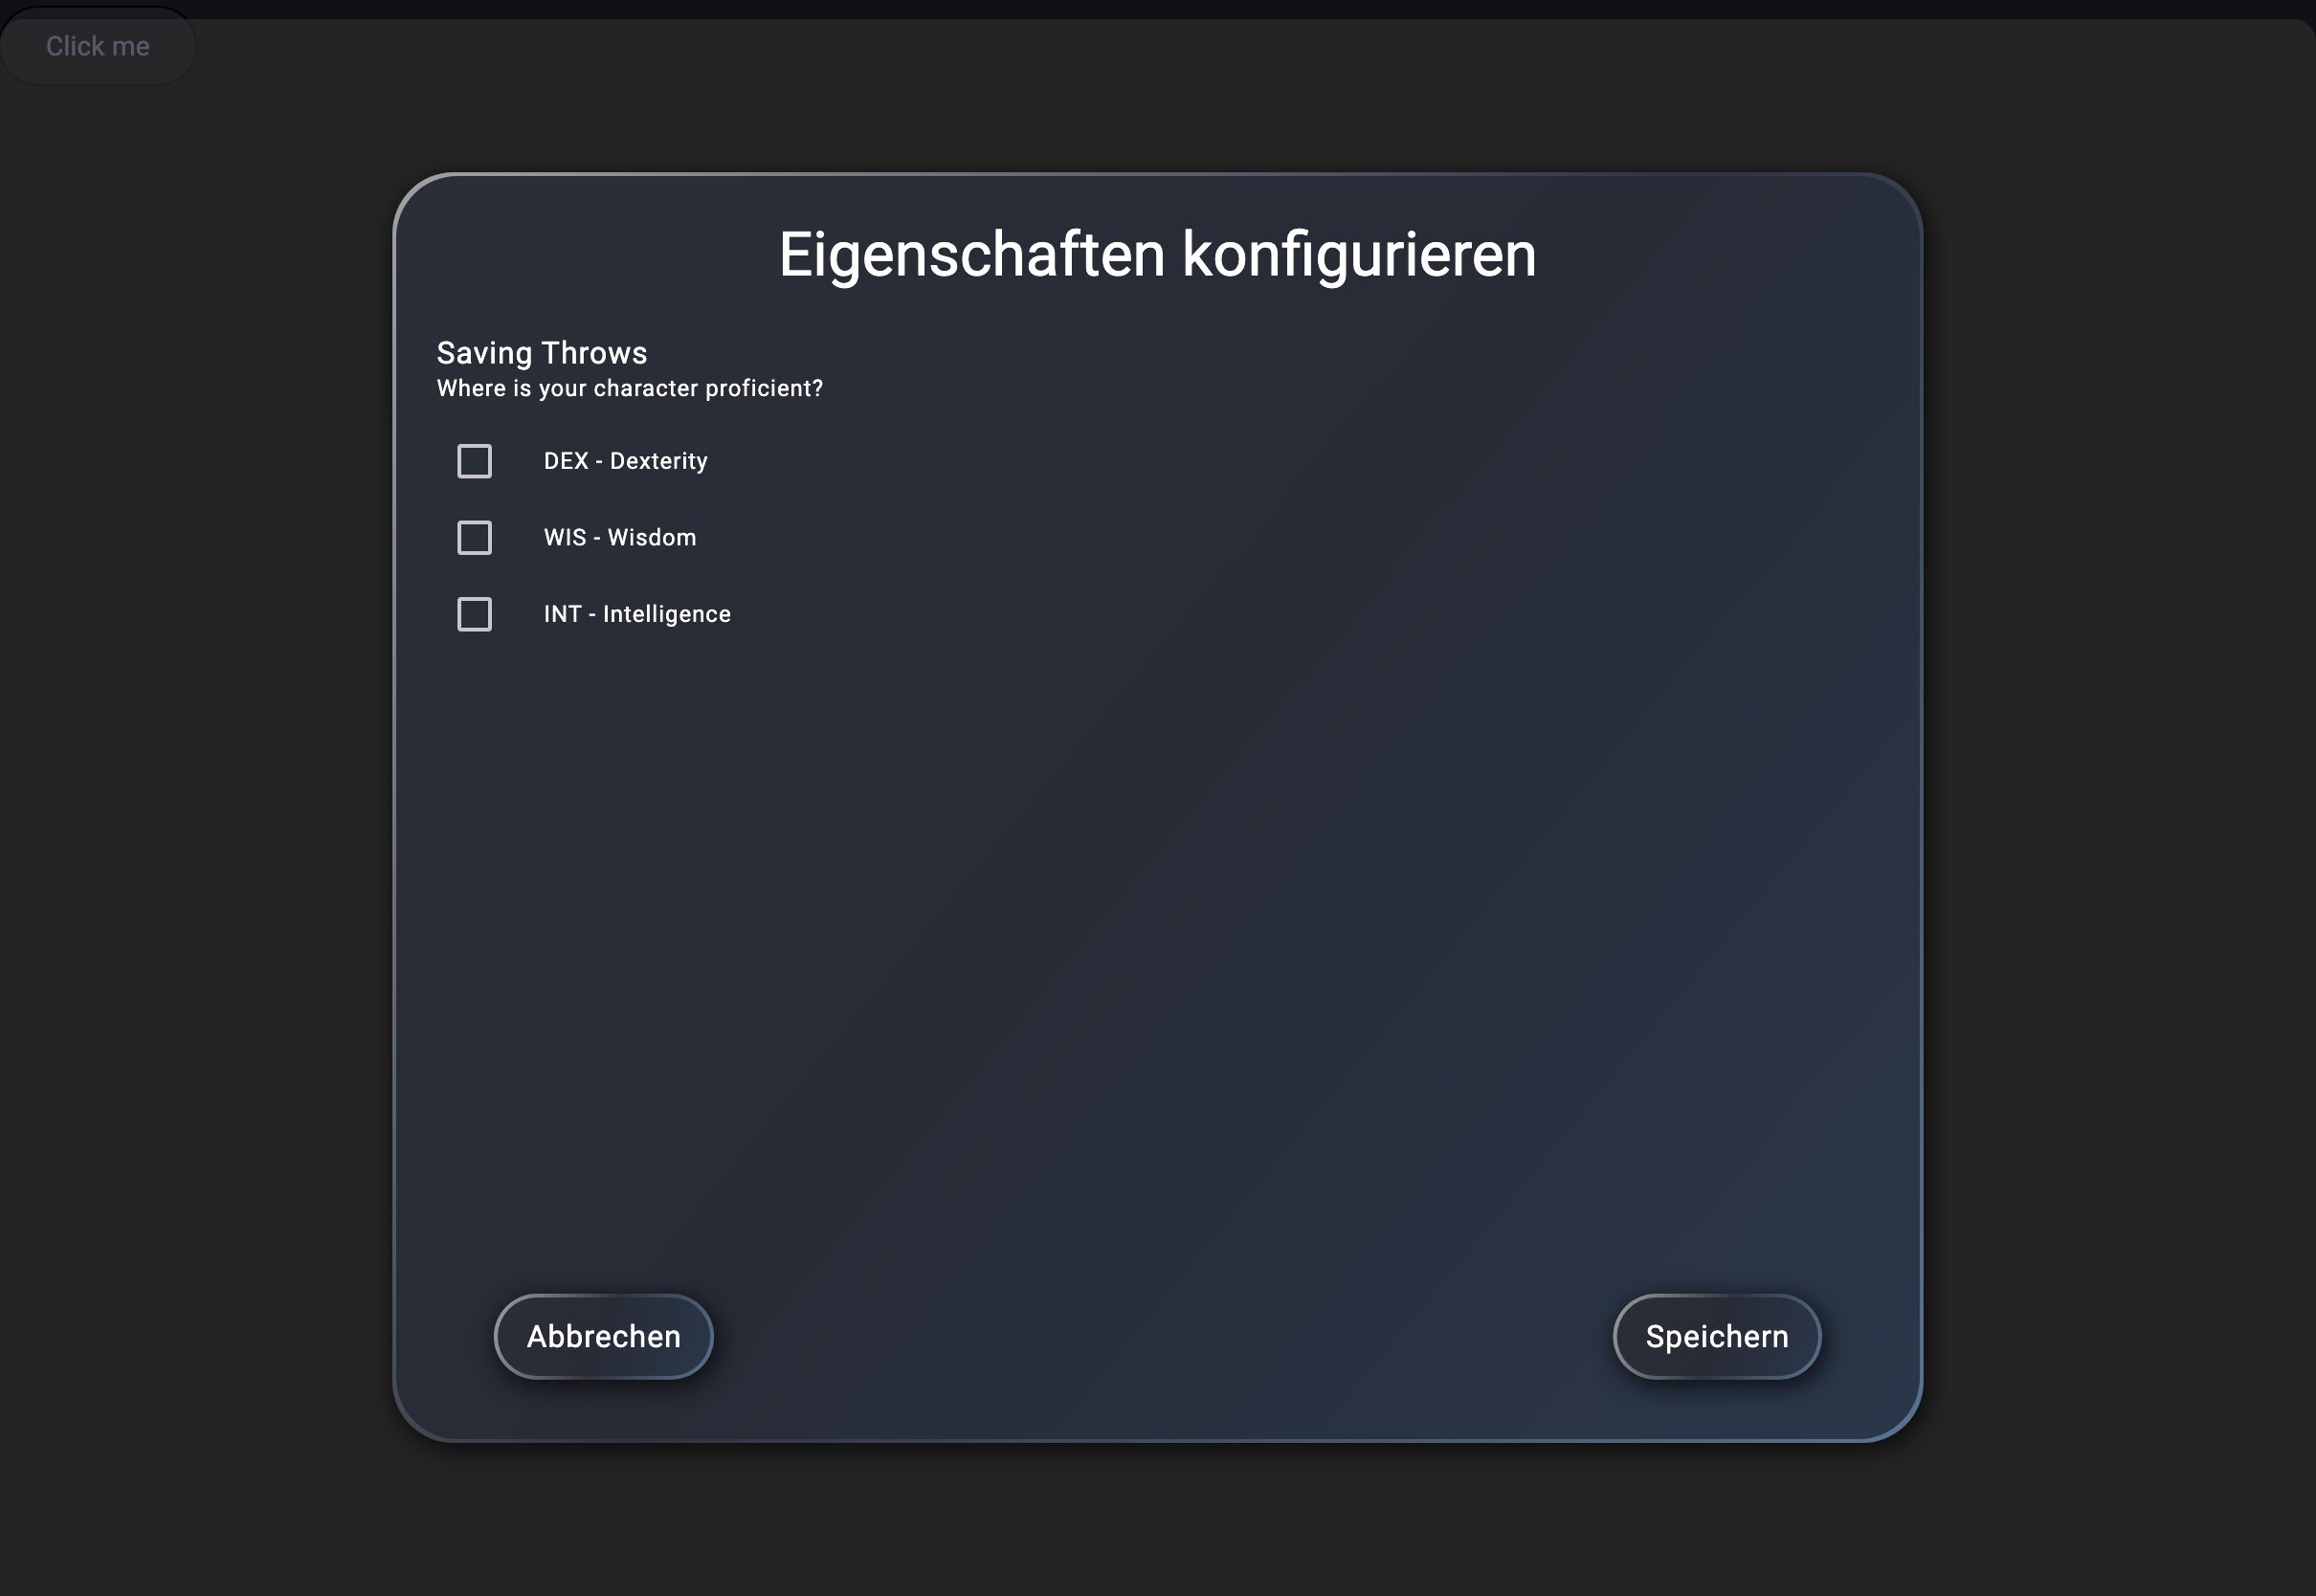 Click me
Eigenschaften konfigurieren
Saving Throws
Where is your character proficient?
DEX - Dexterity
WIS - Wisdom
INT - Intelligence
Abbrechen
Speichern